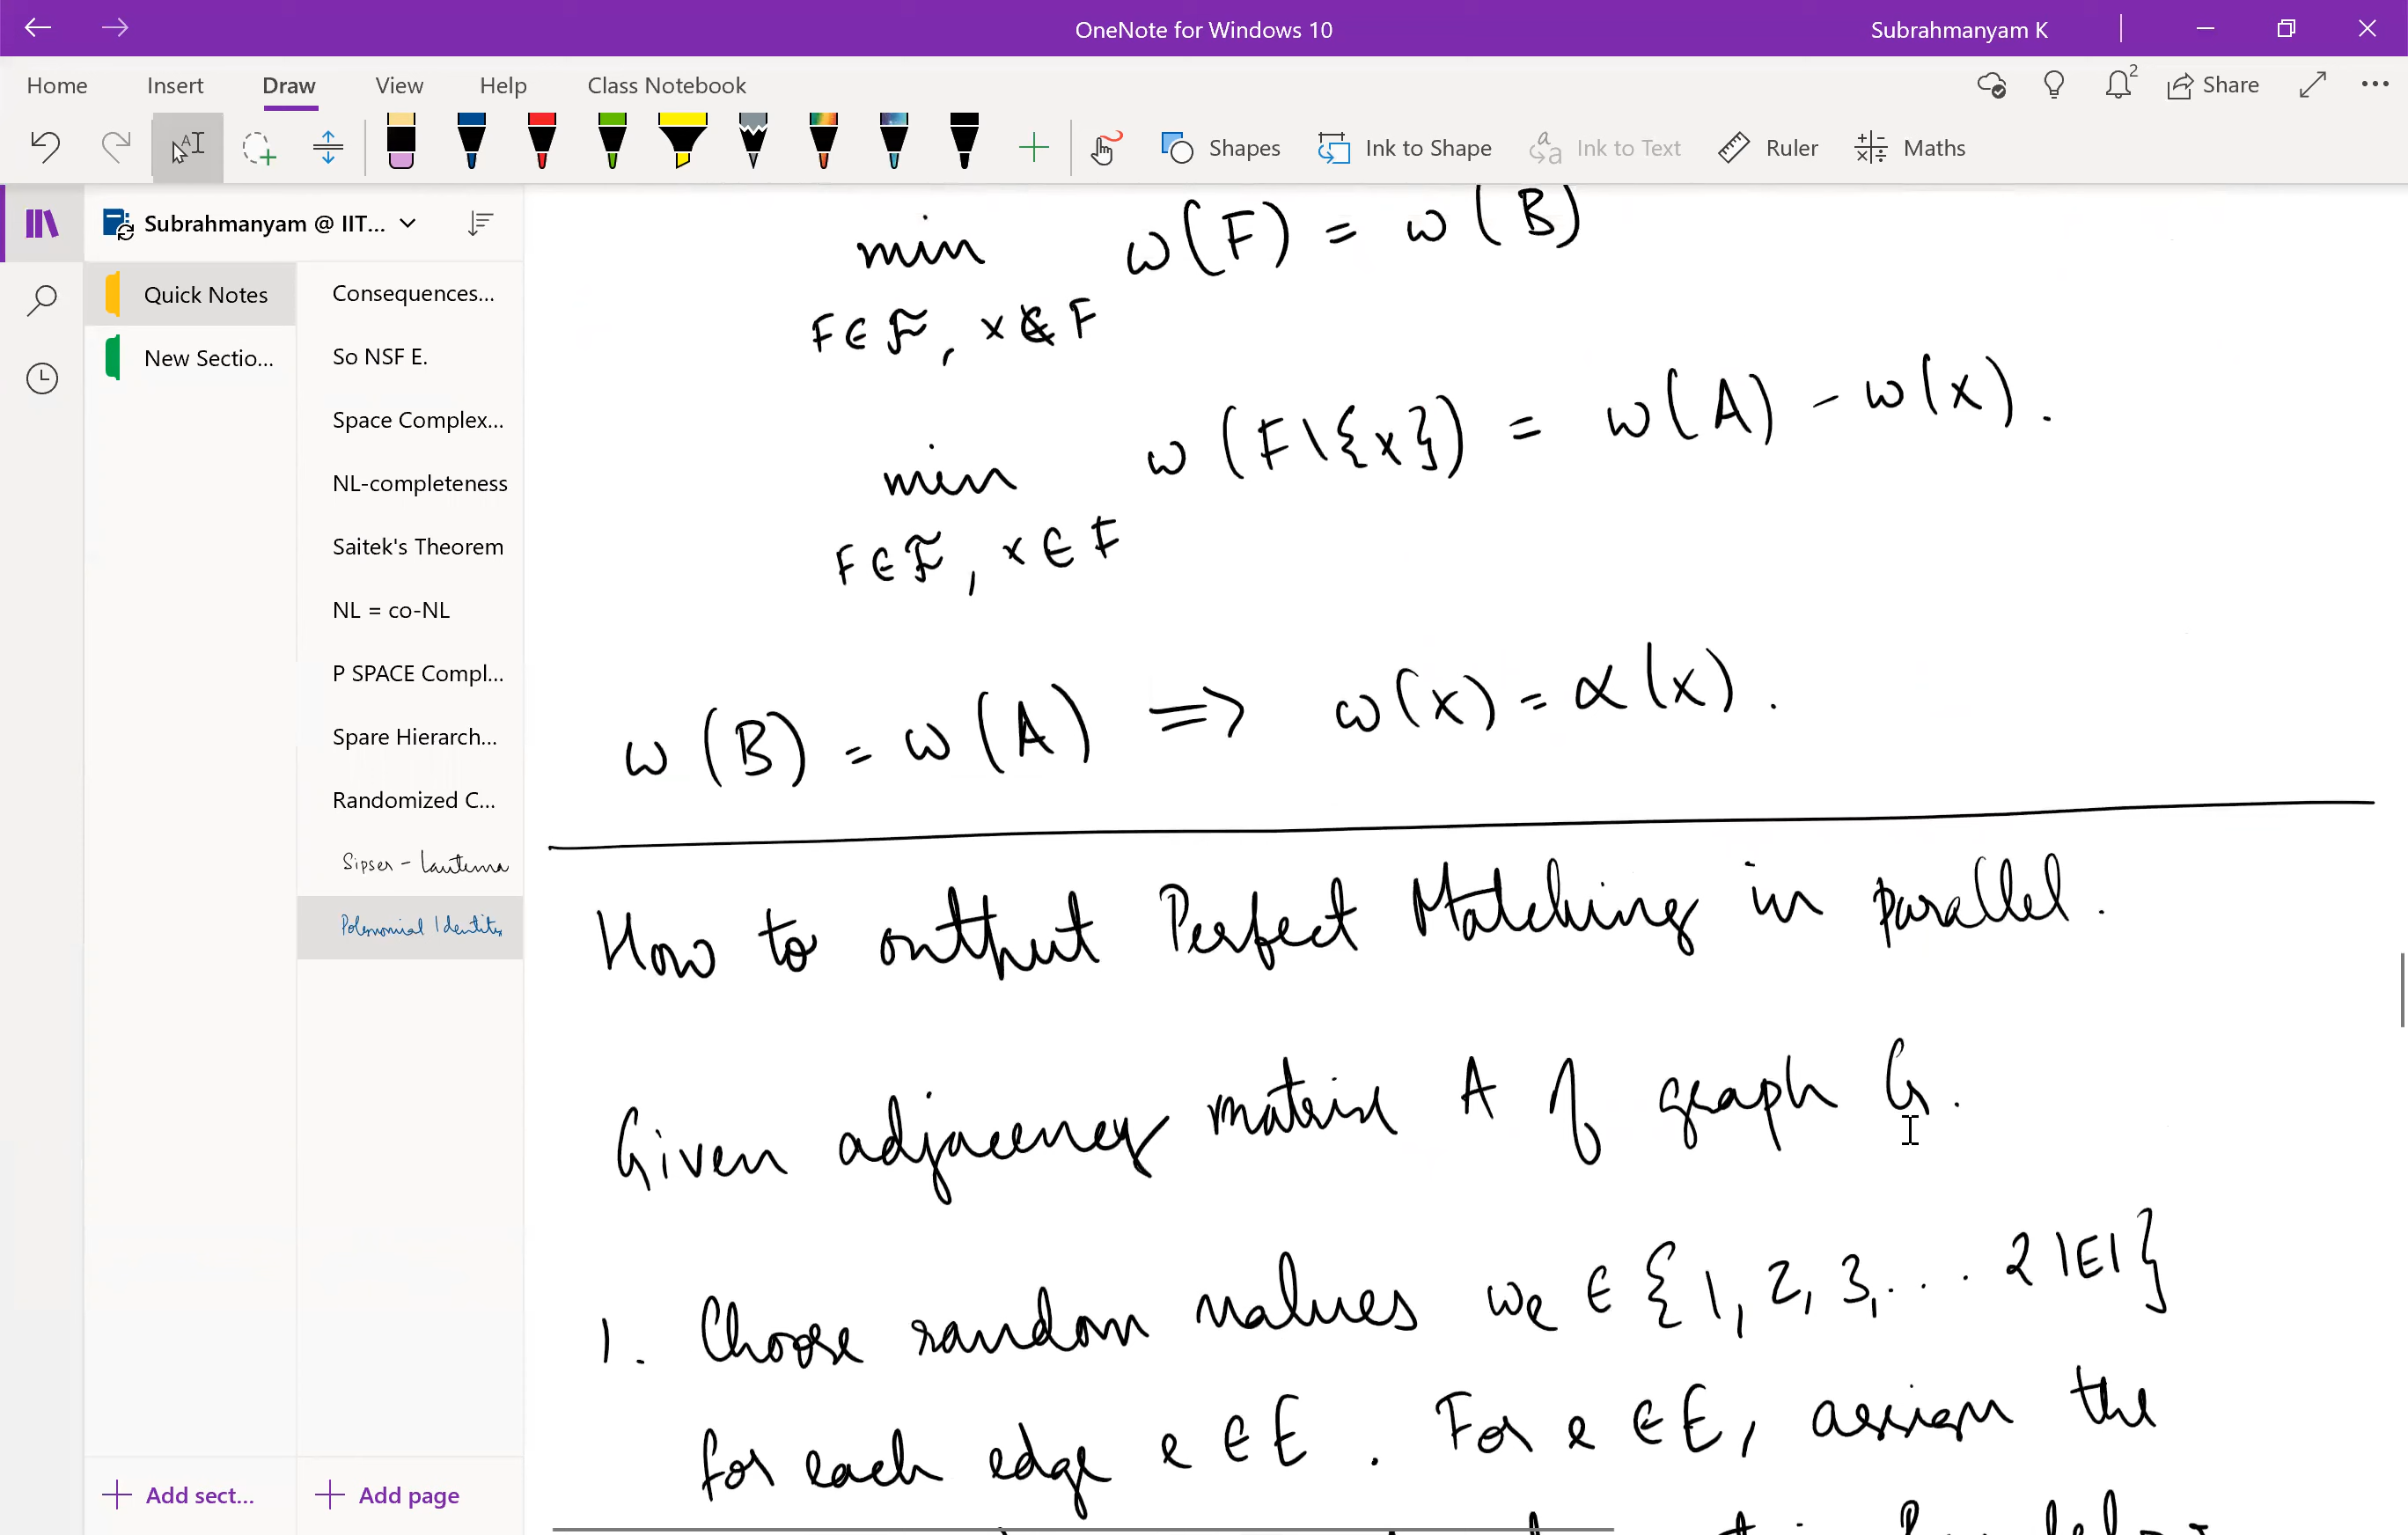 OneNote for Windows 10
Subrahmanyam K
Home Insert Draw View Help Class Notebook
2 Share
Shapes Ink to Shape Ink to Text Ruler Maths
Subrahmanyam @ IIT...
Quick Notes
New Sectio...
Consequences...
So NSF E.
Space Complex...
NL-completeness
Saitek's Theorem
NL = co-NL
P SPACE Compl...
Spare Hierarch...
Randomized C...
Sipser - Lautema
Polynomial Identity
Add sect...
Add page
min w(F) = w(B)
F∈ℱ, x∉F
min w(F\{x}) = w(A) - w(x).
F∈ℱ, x∈F
w(B) = w(A) => w(x) = α(x).
How to output Perfect Matching in parallel.
Given adjacency matrix A of graph G.
1. Choose random values we ∈ {1, 2, 3, ... 2|E|}
for each edge e ∈ E. For e ∈ E, assign the